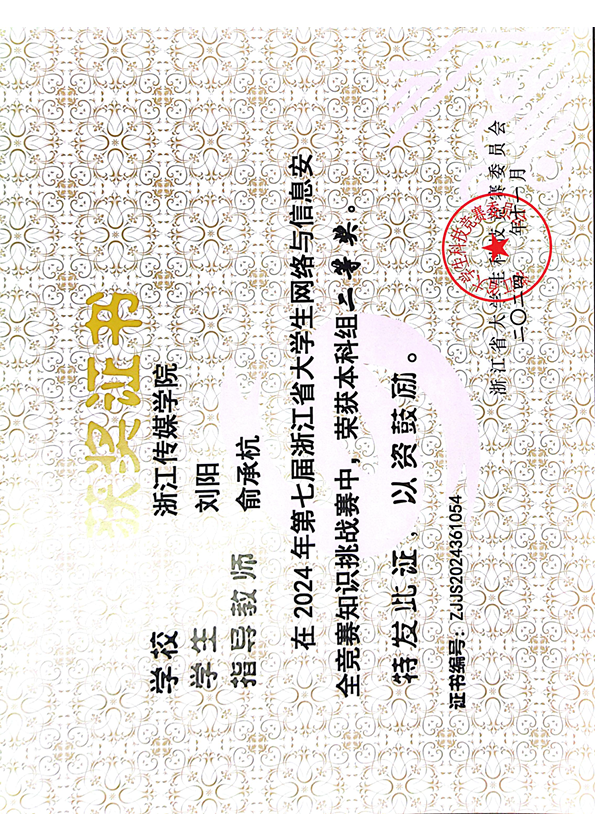 获奖证书
学校 浙江传媒学院
学生 刘阳
指导教师 俞承杭
在2024年第七届浙江省大学生网络与信息安
全竞赛知识挑战赛中，荣获本科组二等奖。
特发此证，以资鼓励。
证书编号：ZJJS2024361054
浙江省大学生科技竞赛委员会
二〇二四年十一月